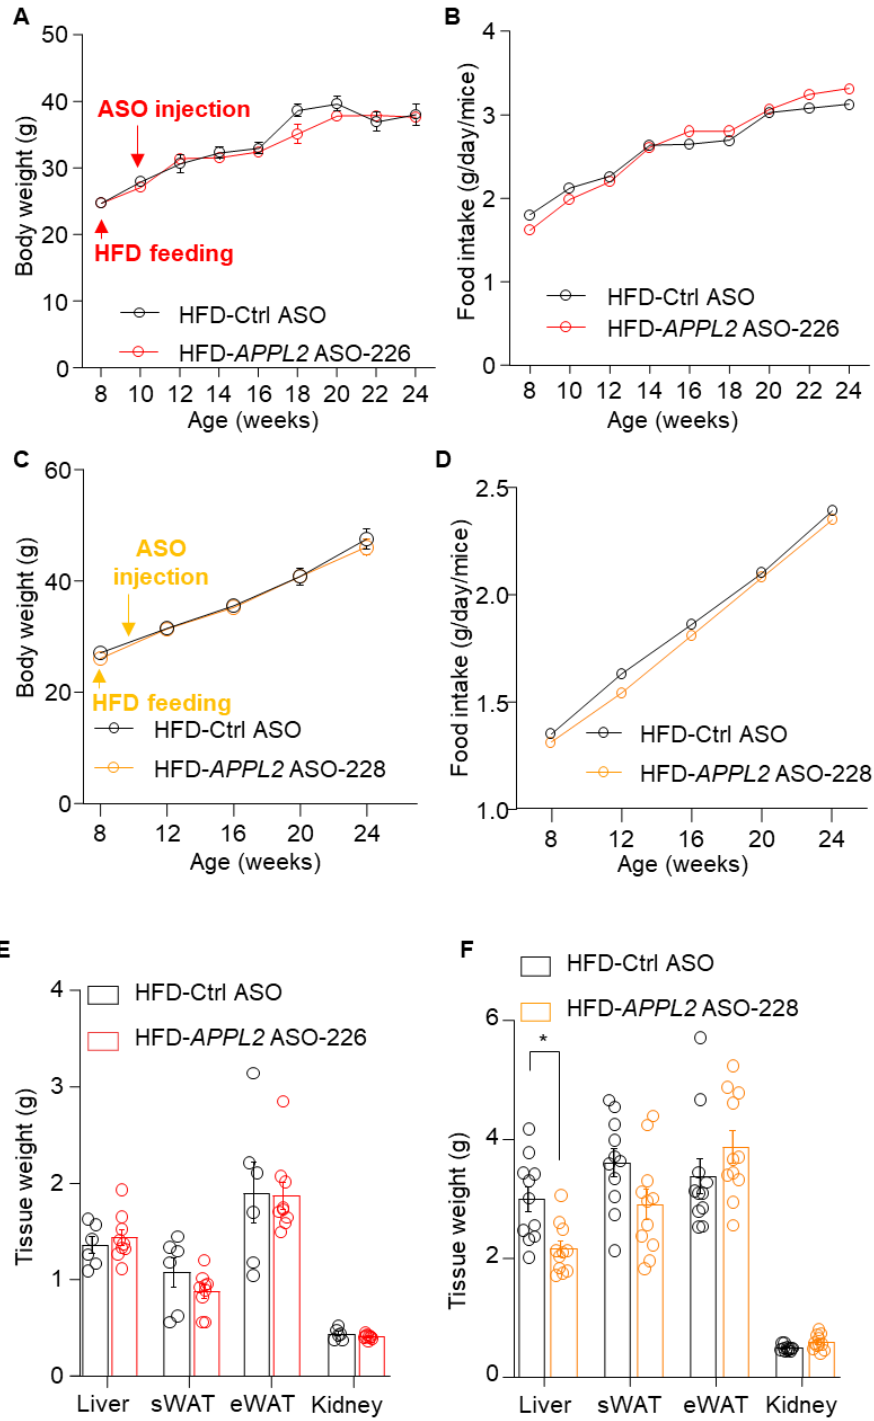 A
Body weight (g)
50
40
30
20
10
0
ASO injection
HFD feeding
HFD-Ctrl ASO
HFD-APPL2 ASO-226
8 10 12 14 16 18 20 22 24
Age (weeks)
B
Food intake (g/day/mice)
4
3
2
1
0
HFD-Ctrl ASO
HFD-APPL2 ASO-226
8 10 12 14 16 18 20 22 24
Age (weeks)
C
Body weight (g)
60
40
20
0
ASO
injection
HFD feeding
HFD-Ctrl ASO
HFD-APPL2 ASO-228
8 12 16 20 24
Age (weeks)
D
Food intake (g/day/mice)
2.5
2.0
1.5
1.0
HFD-Ctrl ASO
HFD-APPL2 ASO-228
8 12 16 20 24
Age (weeks)
E
HFD-Ctrl ASO
HFD-APPL2 ASO-226
Tissue weight (g)
4
3
2
1
0
Liver sWAT eWAT Kidney
F
HFD-Ctrl ASO
HFD-APPL2 ASO-228
Tissue weight (g)
6
4
2
0
*
Liver sWAT eWAT Kidney